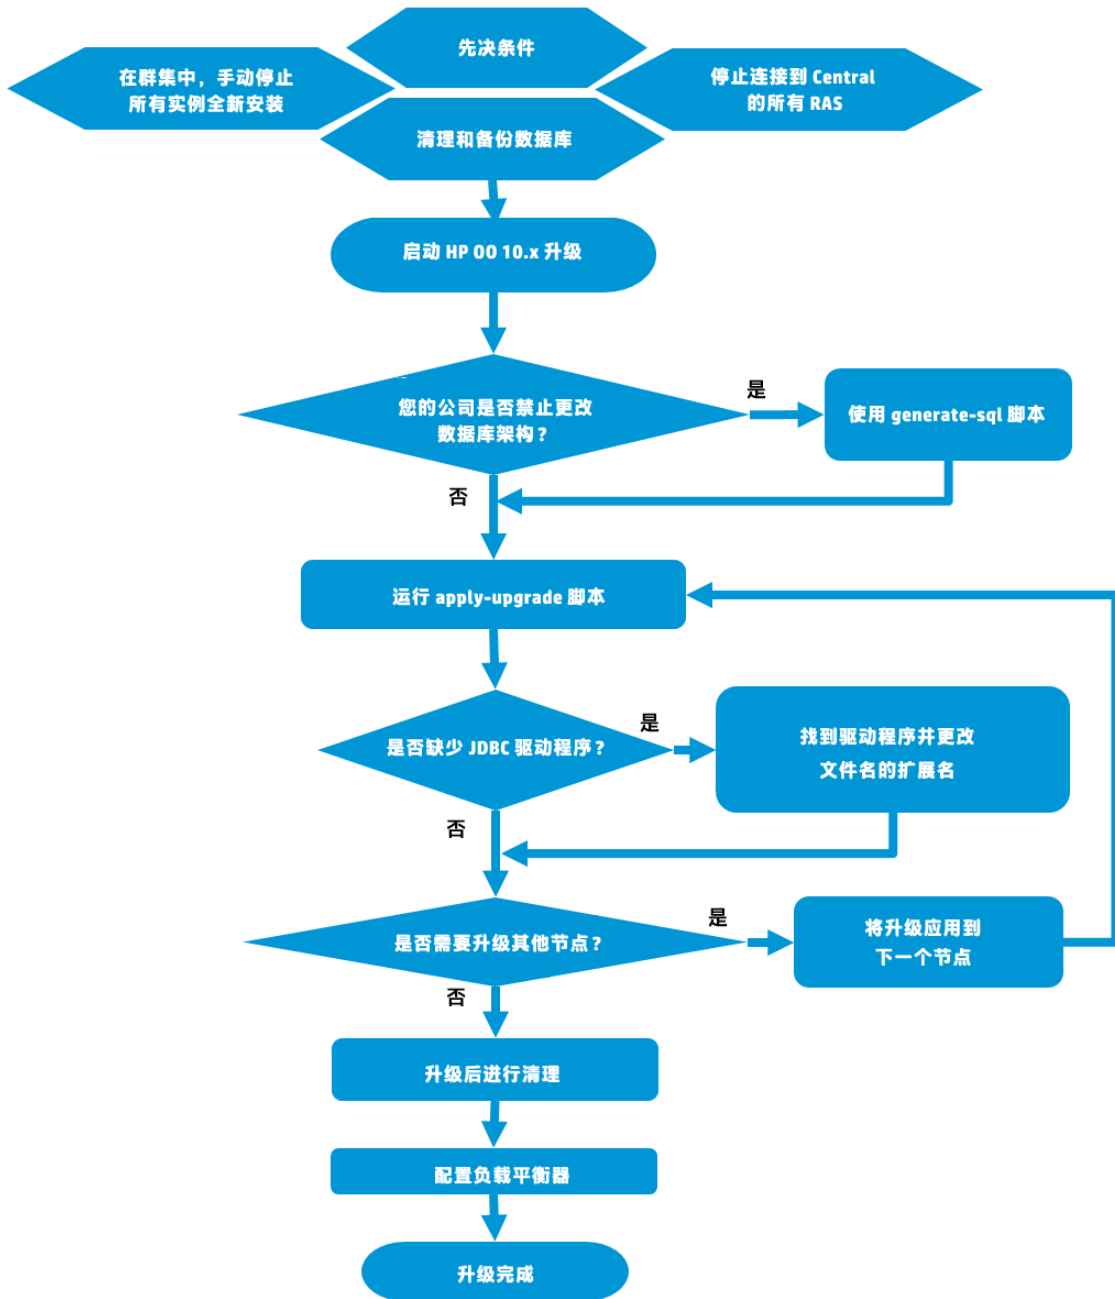 先决条件
在群集中，手动停止
所有实例全新安装
停止连接到 Central
的所有 RAS
清理和备份数据库
启动 HP OO 10.x 升级
您的公司是否禁止更改
数据库架构？
是
使用 generate-sql 脚本
否
运行 apply-upgrade 脚本
是否缺少 JDBC 驱动程序？
是
找到驱动程序并更改
文件名的扩展名
否
是否需要升级其他节点？
是
将升级应用到
下一个节点
否
升级后进行清理
配置负载平衡器
升级完成